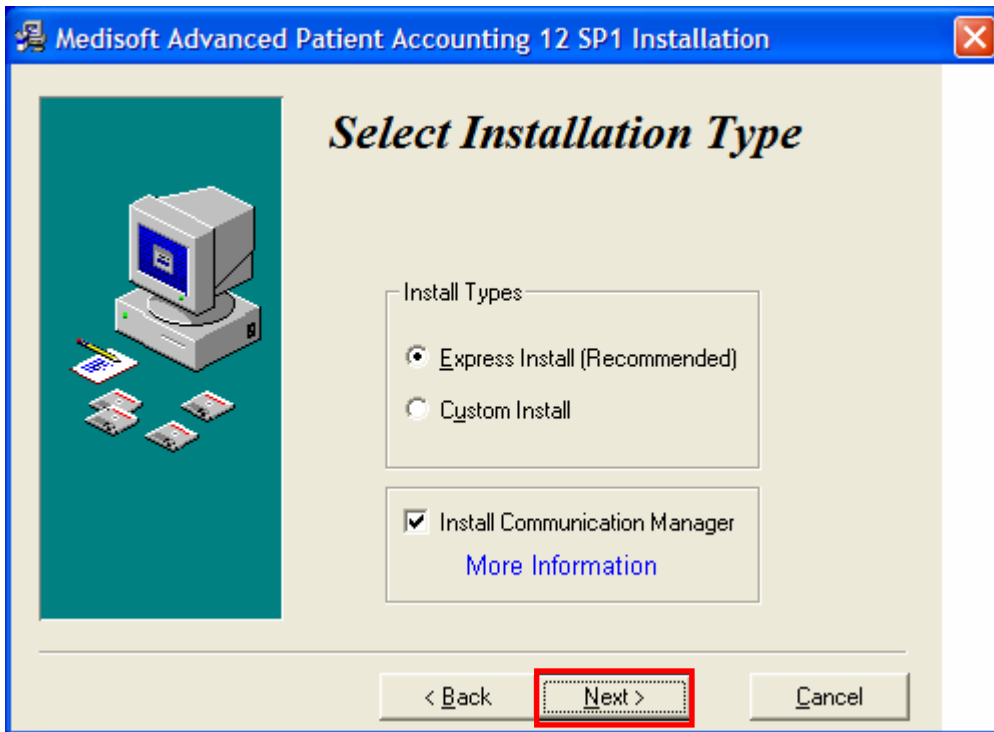 Medisoft Advanced Patient Accounting 12 SP1 Installation
Select Installation Type
Install Types
Express Install (Recommended)
Custom Install
Install Communication Manager
More Information
< Back Next > Cancel